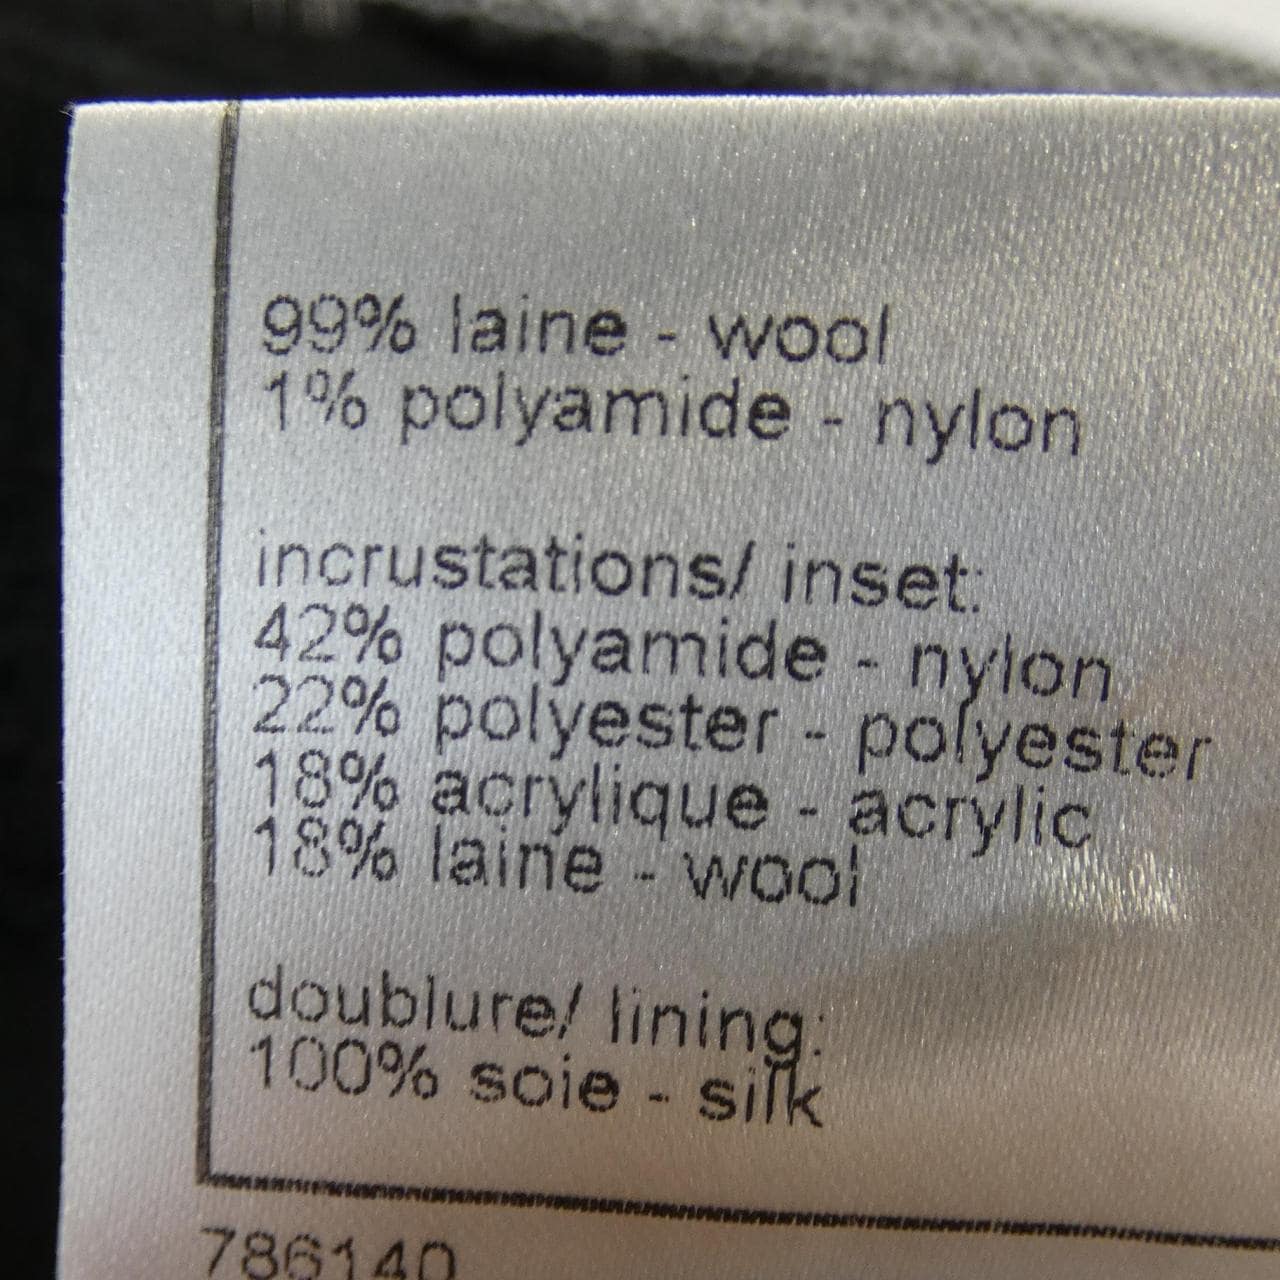 99% laine - wool
1% polyamide - nylon
incrustations/ inset:
42% polyamide - nylon
22% polyester - polyester
18% acrylique - acrylic
18% laine - wool
doublure/ lining:
100% soie - silk
786140